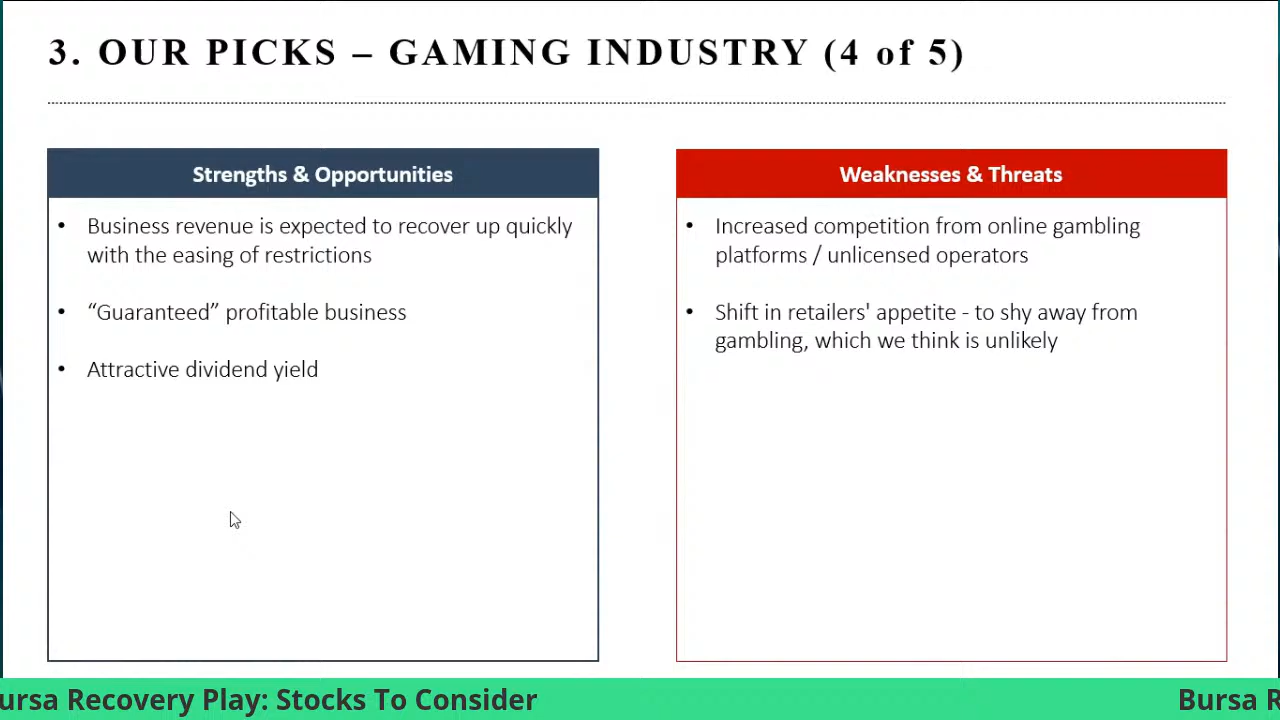 3. OUR PICKS – GAMING INDUSTRY (4 of 5)
Strengths & Opportunities
• Business revenue is expected to recover up quickly
with the easing of restrictions
• “Guaranteed” profitable business
• Attractive dividend yield
Weaknesses & Threats
• Increased competition from online gambling
platforms / unlicensed operators
• Shift in retailers' appetite - to shy away from
gambling, which we think is unlikely
ursa Recovery Play: Stocks To Consider
Bursa R